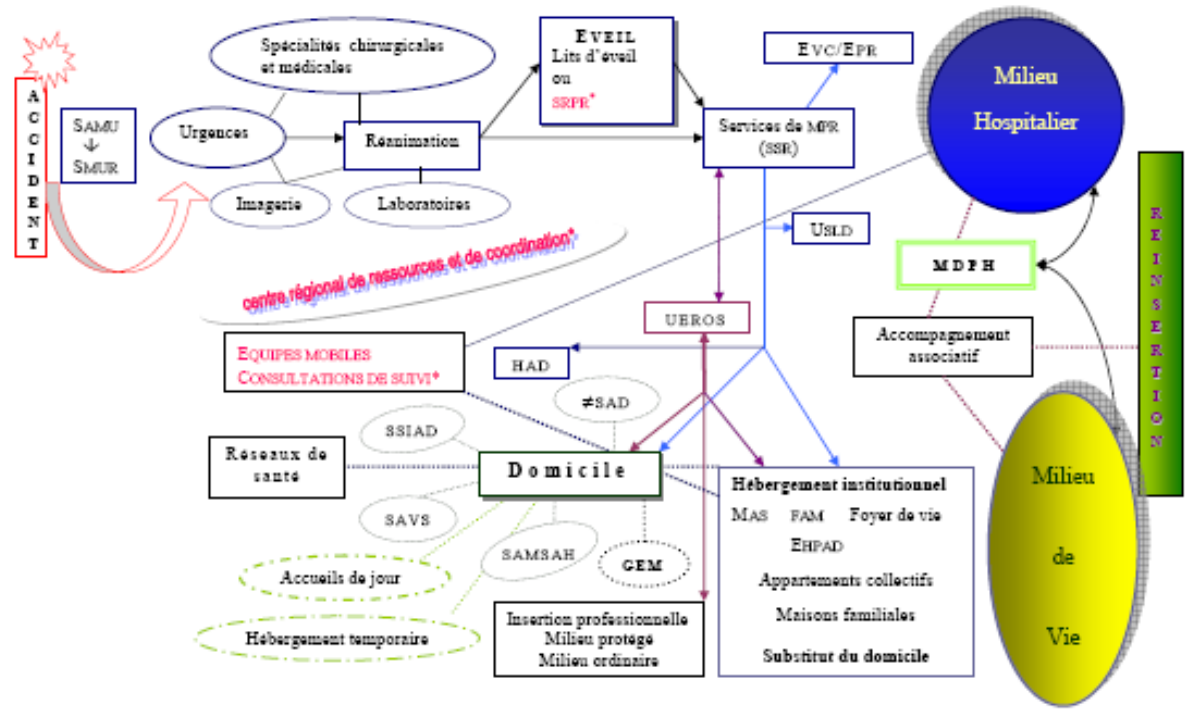 ACCIDENT
SAMU
↓
SMUR
Spécialités chirurgicales
et médicales
Urgences
Réanimation
Imagerie
Laboratoires
EVEIL
Lits d'éveil
ou
SRPR*
EVC/EPR
Services de MPR
(SSR)
USLD
Milieu
Hospitalier
MDPH
REINSERTION
centre régional de ressources et de coordination*
UEROS
Accompagnement
associatif
EQUIPES MOBILES
CONSULTATIONS DE SUIVI*
HAD
≠SAD
SSIAD
Réseaux de
santé
Domicile
SAVS
SAMSAH
GEM
Accueils de jour
Hébergement temporaire
Insertion professionnelle
Milieu protégé
Milieu ordinaire
Hébergement institutionnel
MAS FAM Foyer de vie
EHPAD
Appartements collectifs
Maisons familiales
Substitut du domicile
Milieu
de
Vie